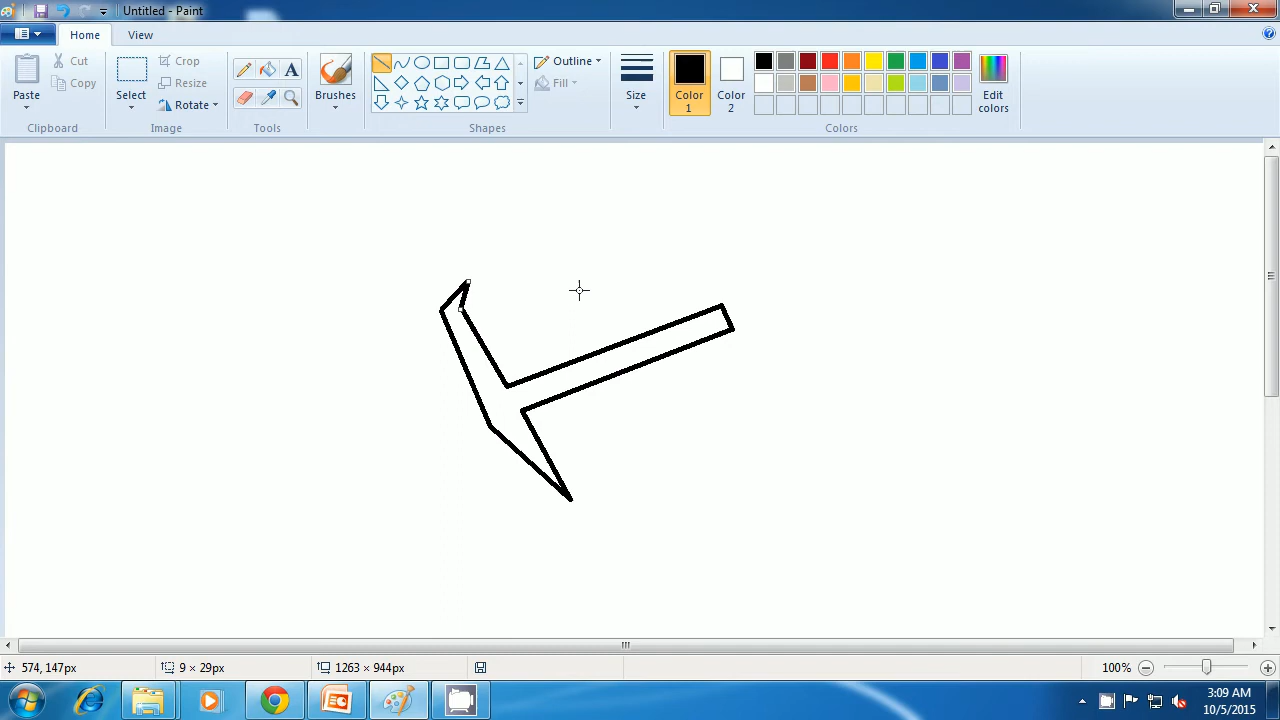 Untitled - Paint
Home
View
Paste
Cut
Copy
Clipboard
Select
Crop
Resize
Rotate
Image
A
Tools
Brushes
Outline
Fill
Shapes
Size
Color
1
Color
2
Edit
colors
Colors
574, 147px
9 × 29px
1263 × 944px
100%
3:09 AM
10/5/2015